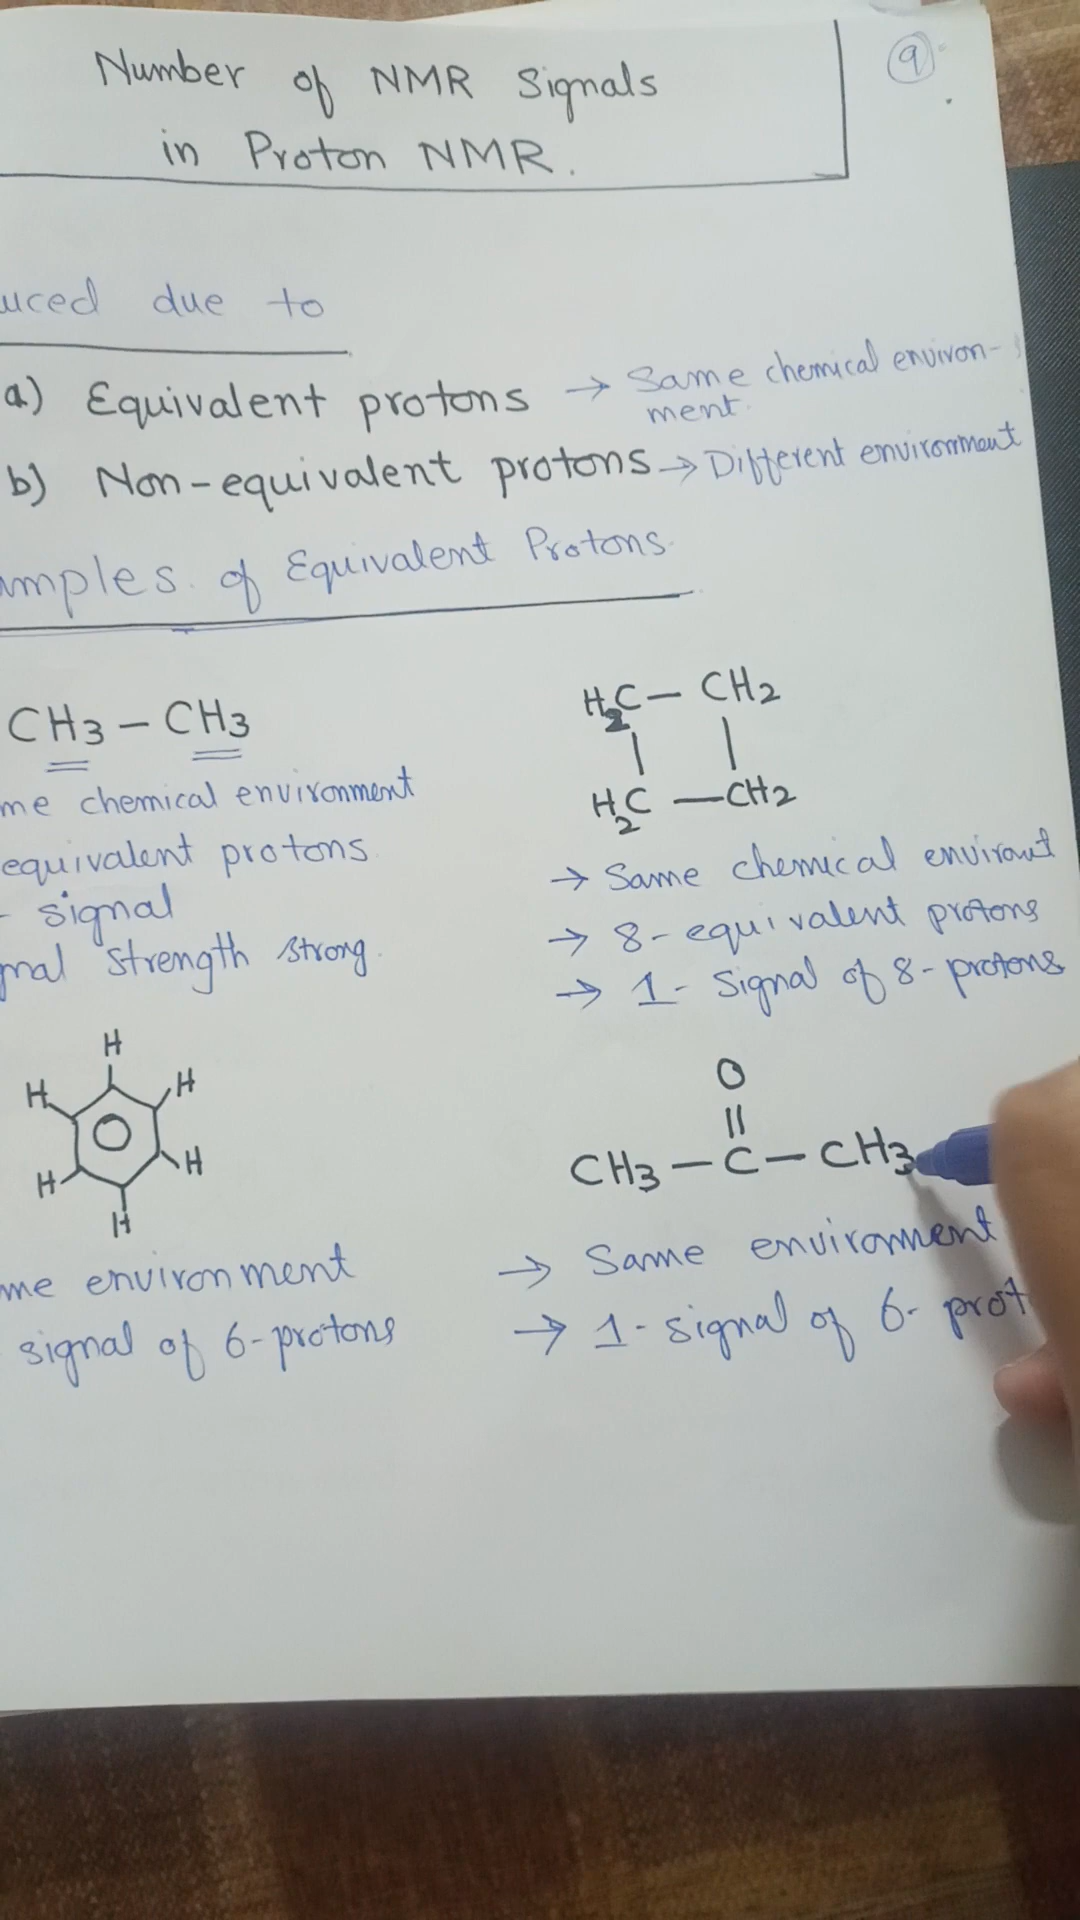 Number of NMR Signals
in Proton NMR.
9
uced due to
a) Equivalent protons → Same chemical environ-
ment.
b) Non-equivalent protons → Different environment
amples of Equivalent Protons.
CH3 – CH3
me chemical environment
equivalent protons
- signal
nal strength strong.
H2C – CH2
H2C – CH2
→ Same chemical envirout
→ 8-equivalent protons
→ 1- Signal of 8-protons
H
H H
H H
H
me environment
signal of 6-protons
O
CH3 – C – CH3
→ Same environment
→ 1-signal of 6-prot